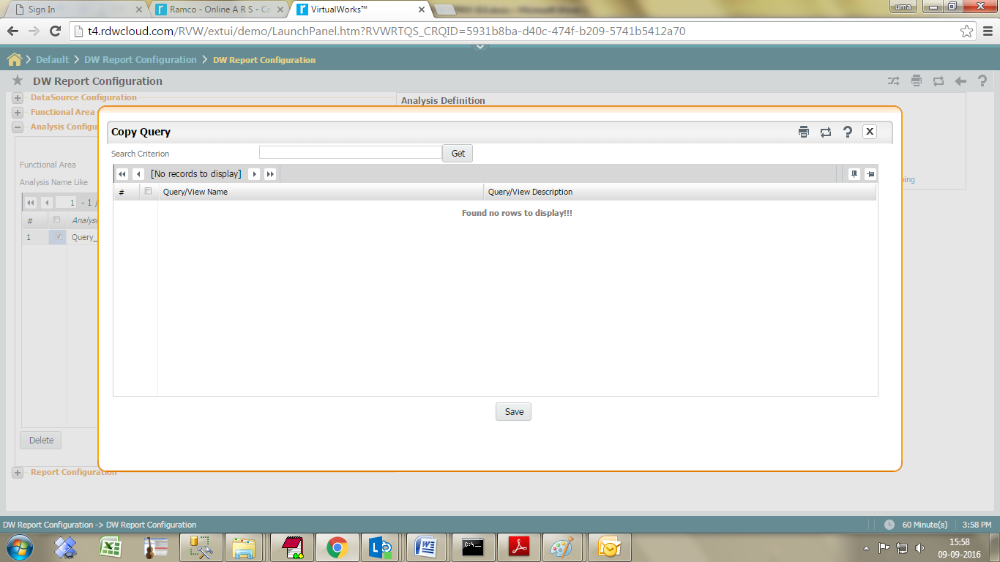 Sign In
Ramco - Online A R S - Ca
VirtualWorks™
uma
t4.rdwcloud.com/RVW/extui/demo/LaunchPanel.htm?RVWRTQS_CRQID=5931b8ba-d40c-474f-b209-5741b5412a70
Default > DW Report Configuration > DW Report Configuration
DW Report Configuration
DataSource Configuration
Analysis Definition
Functional Area
Analysis Configu
Copy Query
Search Criterion
Get
Functional Area
[No records to display]
Analysis Name Like
ping
# Query/View Name Query/View Description
1 - 1 /
Found no rows to display!!!
# Analysi
1 Query_
Save
Delete
Report Configuration
DW Report Configuration -> DW Report Configuration
60 Minute(s)
3:58 PM
15:58
09-09-2016